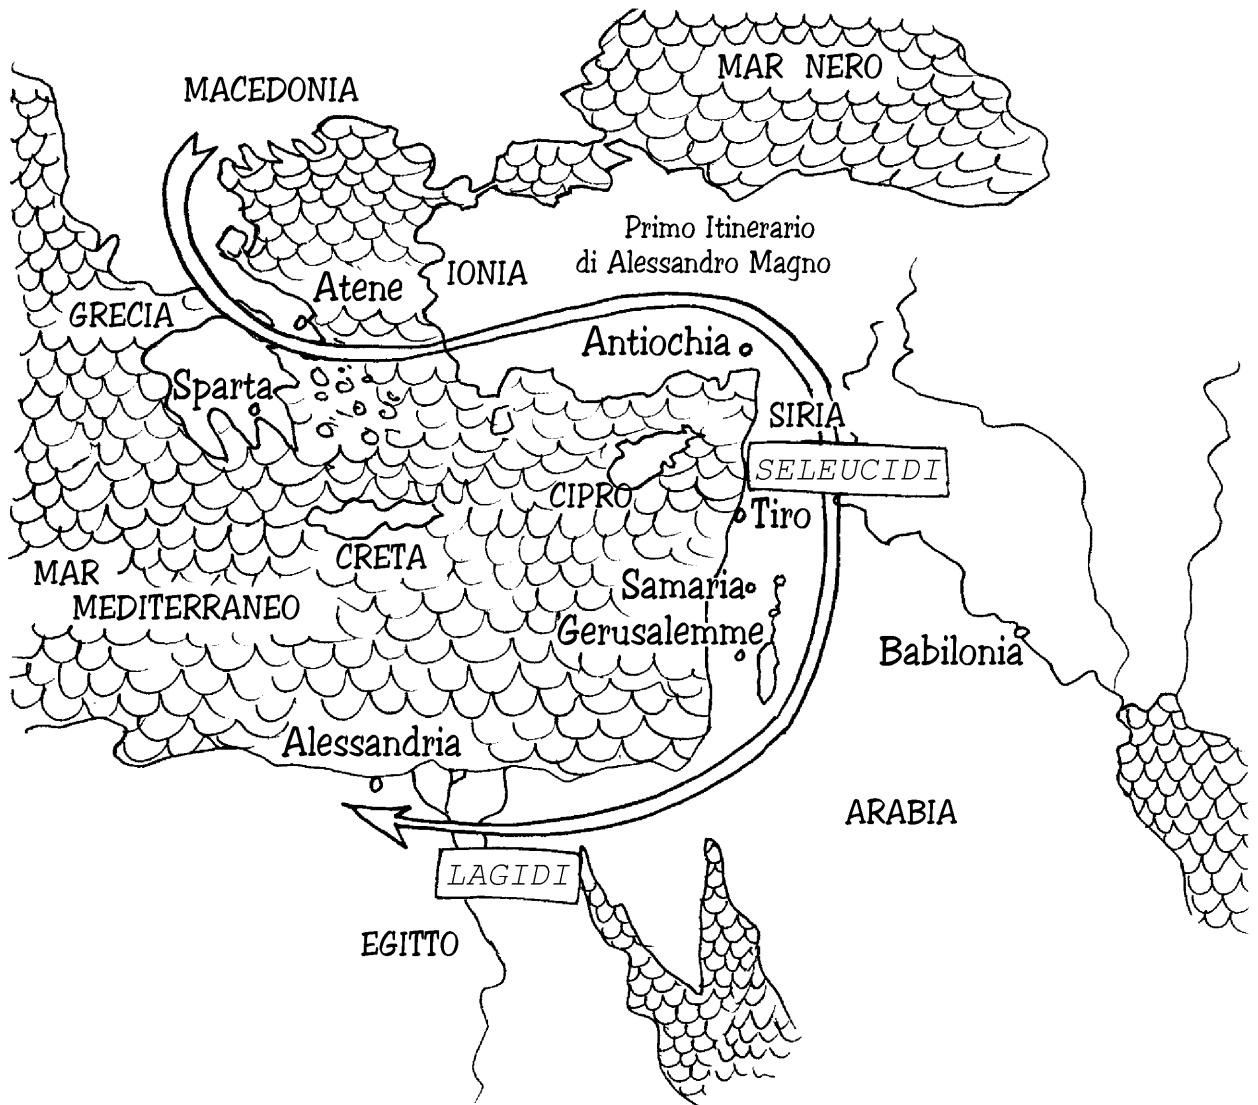 MAR NERO
MACEDONIA
Primo Itinerario
di Alessandro Magno
IONIA
Atene
GRECIA
Antiochia
Sparta
SIRIA
SELEUCIDI
CIPRO
Tiro
CRETA
MAR
MEDITERRANEO
Samaria
Gerusalemme
Babilonia
Alessandria
ARABIA
LAGIDI
EGITTO